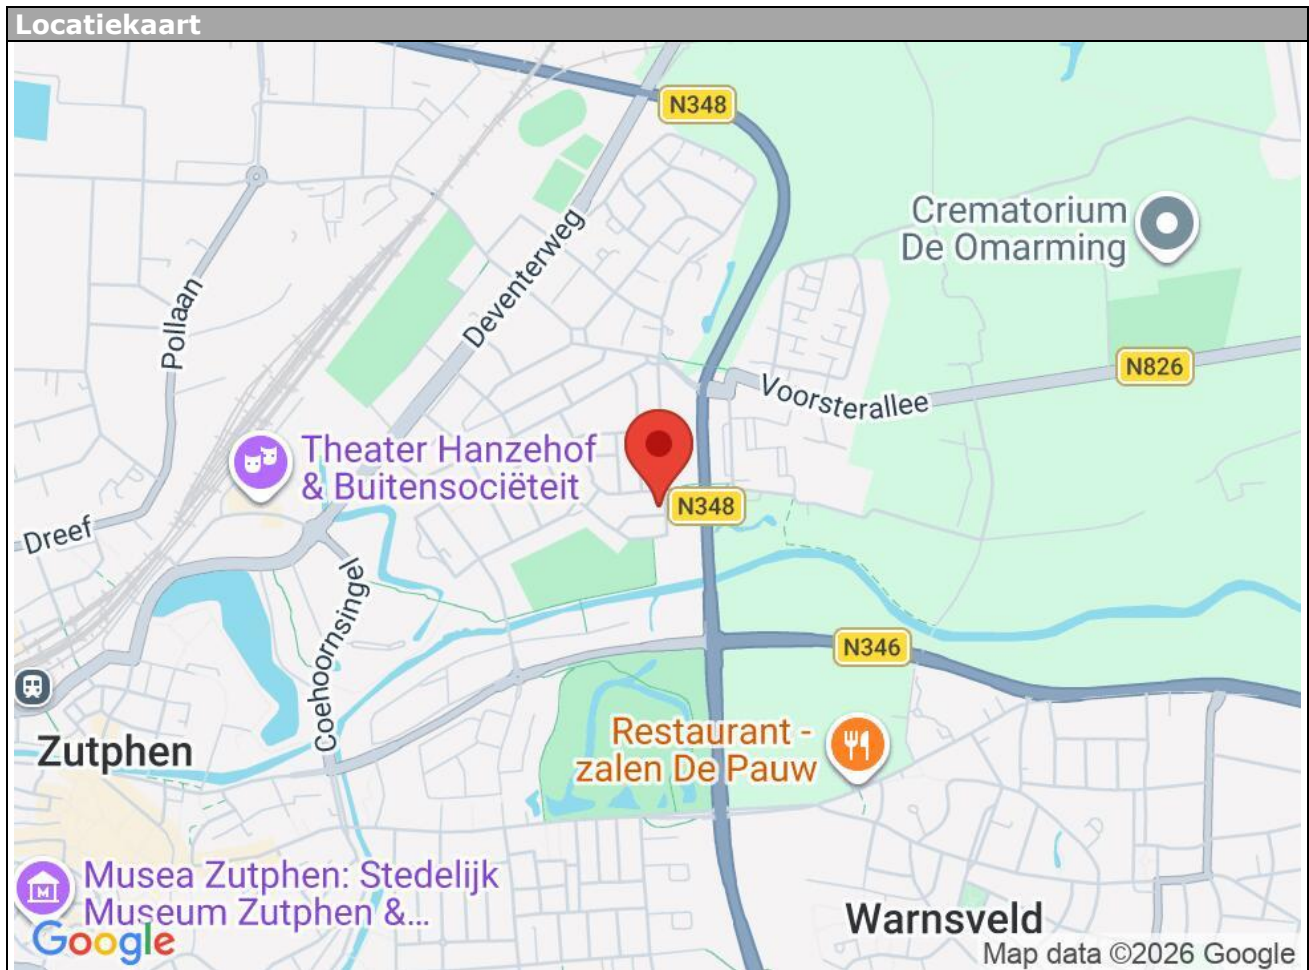 Locatiekaart
N348
Crematorium
De Omarming
Deventerweg
Pollaan
N826
Voorsterallee
Theater Hanzehof
& Buitensociëteit
N348
Dreef
Coehoornsingel
N346
Restaurant -
zalen De Pauw
Zutphen
Musea Zutphen: Stedelijk
Museum Zutphen &...
Warnsveld
Google
Map data ©2026 Google